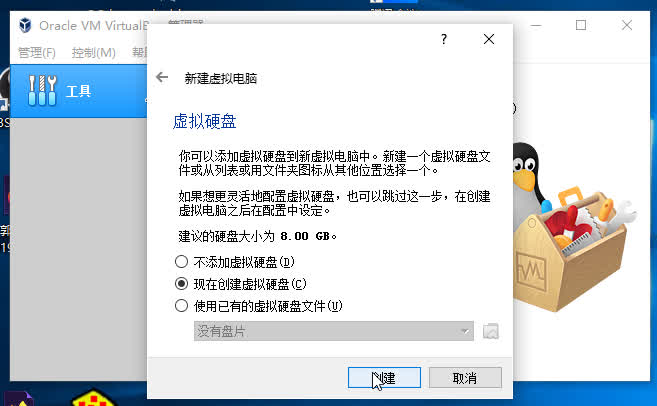 Oracle VM VirtualB
管理(F) 控制(M)
工具
?
新建虚拟电脑
虚拟硬盘
你可以添加虚拟硬盘到新虚拟电脑中。新建一个虚拟硬盘文
件或从列表或用文件夹图标从其他位置选择一个。
如果想更灵活地配置虚拟硬盘，也可以跳过这一步，在创建
虚拟电脑之后在配置中设定。
建议的硬盘大小为 8.00 GB。
不添加虚拟硬盘(D)
现在创建虚拟硬盘(C)
使用已有的虚拟硬盘文件(U)
没有盘片
创建
取消